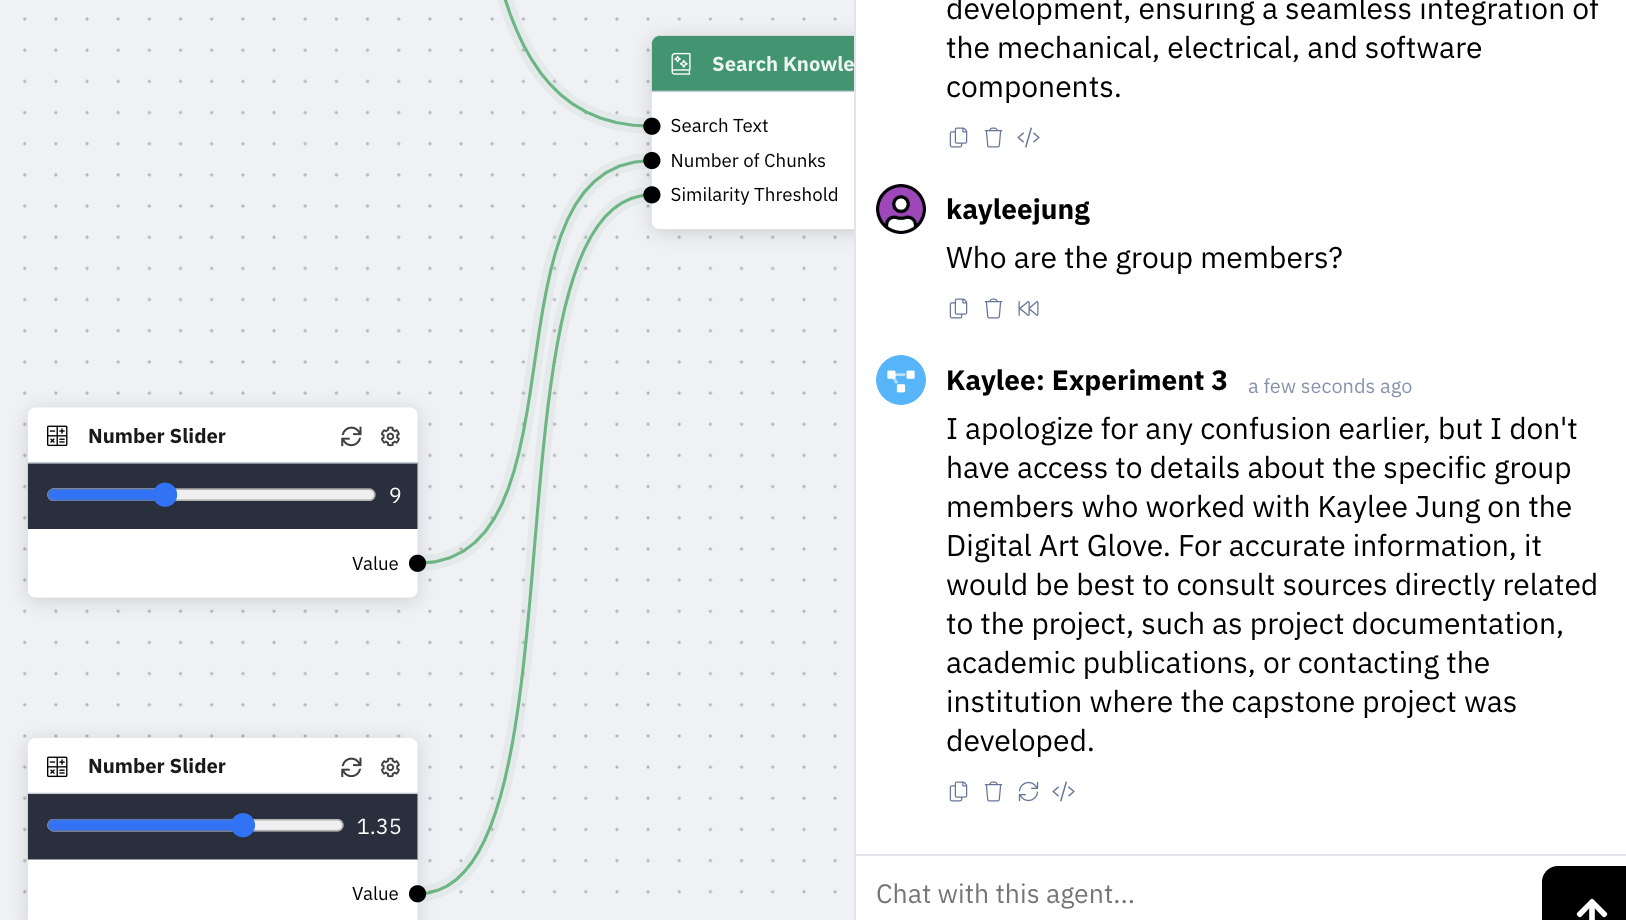 Search Knowle
Search Text
Number of Chunks
Similarity Threshold
Number Slider
9
Value
Number Slider
1.35
Value
development, ensuring a seamless integration of
the mechanical, electrical, and software
components.
kayleejung
Who are the group members?
Kaylee: Experiment 3 a few seconds ago
I apologize for any confusion earlier, but I don't
have access to details about the specific group
members who worked with Kaylee Jung on the
Digital Art Glove. For accurate information, it
would be best to consult sources directly related
to the project, such as project documentation,
academic publications, or contacting the
institution where the capstone project was
developed.
Chat with this agent...